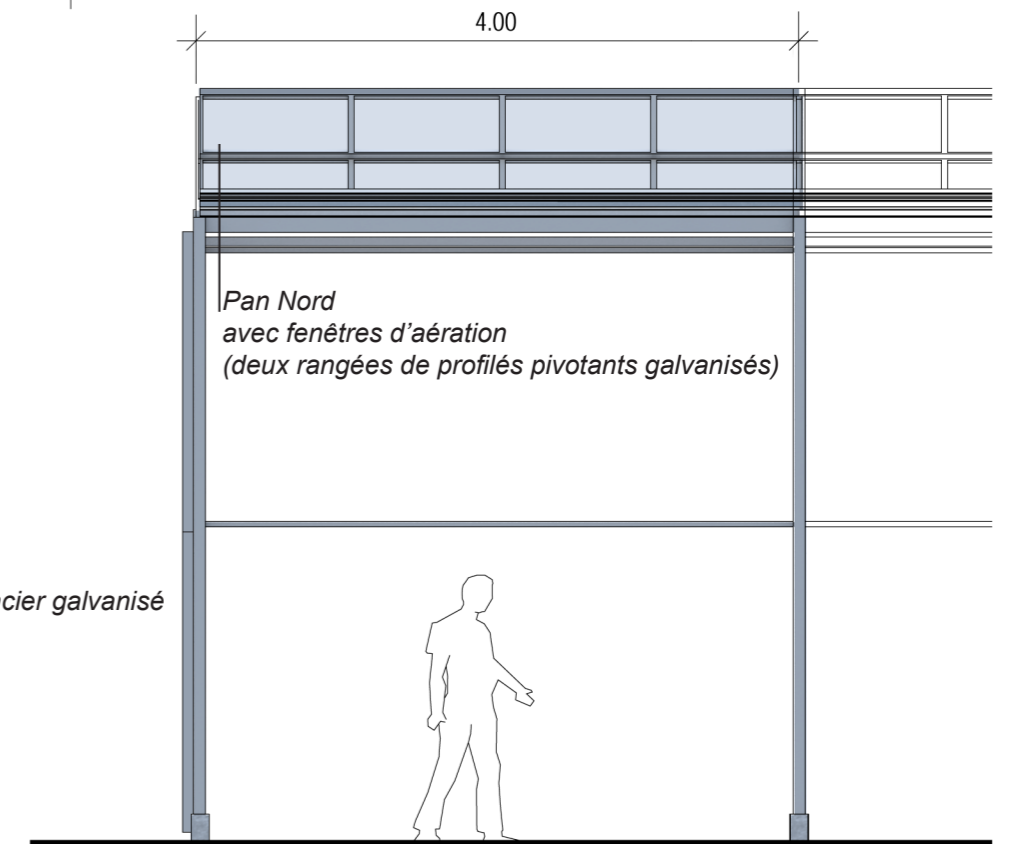 4.00
Pan Nord
avec fenêtres d’aération
(deux rangées de profilés pivotants galvanisés)
cier galvanisé